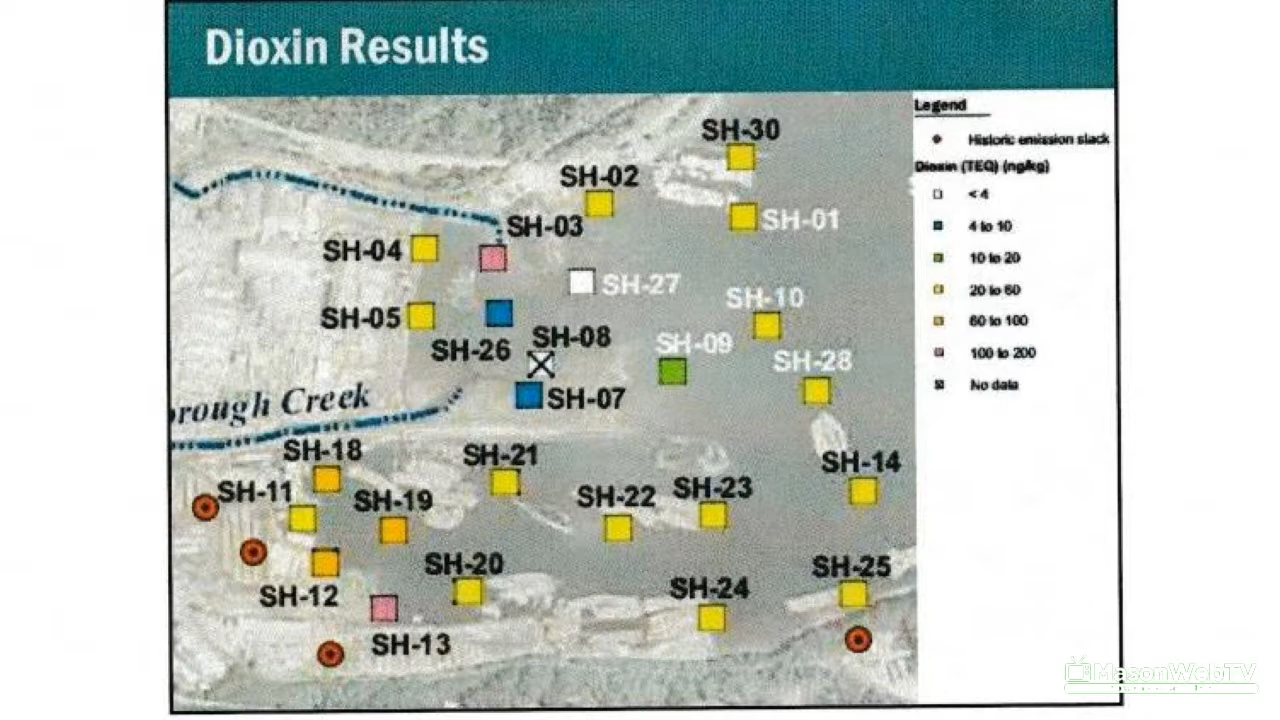 Dioxin Results
Legend
Historic emission stack
Dioxin (TEQ) (ng/kg)
< 4
4 to 10
10 to 20
20 to 60
60 to 100
100 to 200
No data
SH-30
SH-02
SH-01
SH-03
SH-04
SH-27
SH-10
SH-05
SH-08
SH-26
SH-09
SH-28
SH-07
rough Creek
SH-18
SH-21
SH-14
SH-11
SH-19
SH-22
SH-23
SH-20
SH-25
SH-12
SH-24
SH-13
MasonWebTV